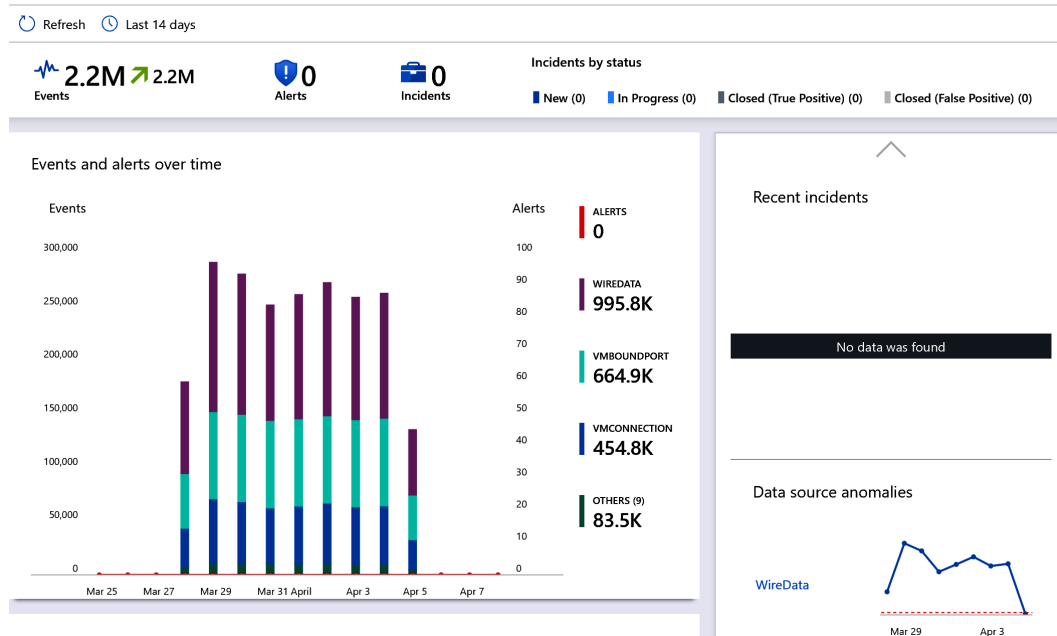 Refresh Last 14 days
2.2M 2.2M
Events
0
Alerts
0
Incidents
Incidents by status
New (0) In Progress (0) Closed (True Positive) (0) Closed (False Positive) (0)
Events and alerts over time
Events Alerts
300,000
250,000
200,000
150,000
100,000
50,000
0
100
90
80
70
60
50
40
30
20
10
0
Mar 25 Mar 27 Mar 29 Mar 31 April Apr 3 Apr 5 Apr 7
ALERTS
0
WIREDATA
995.8K
VMBOUNDPORT
664.9K
VMCONNECTION
454.8K
OTHERS (9)
83.5K
Recent incidents
No data was found
Data source anomalies
WireData
Mar 29 Apr 3